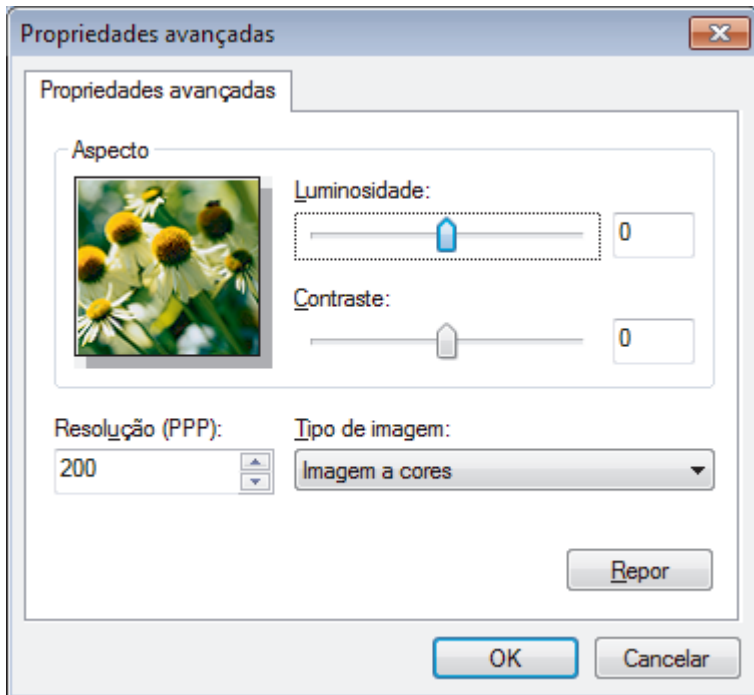 Propriedades avançadas
Propriedades avançadas
Aspecto
Luminosidade:
0
Contraste:
0
Resolução (PPP):
200
Tipo de imagem:
Imagem a cores
Repor
OK
Cancelar